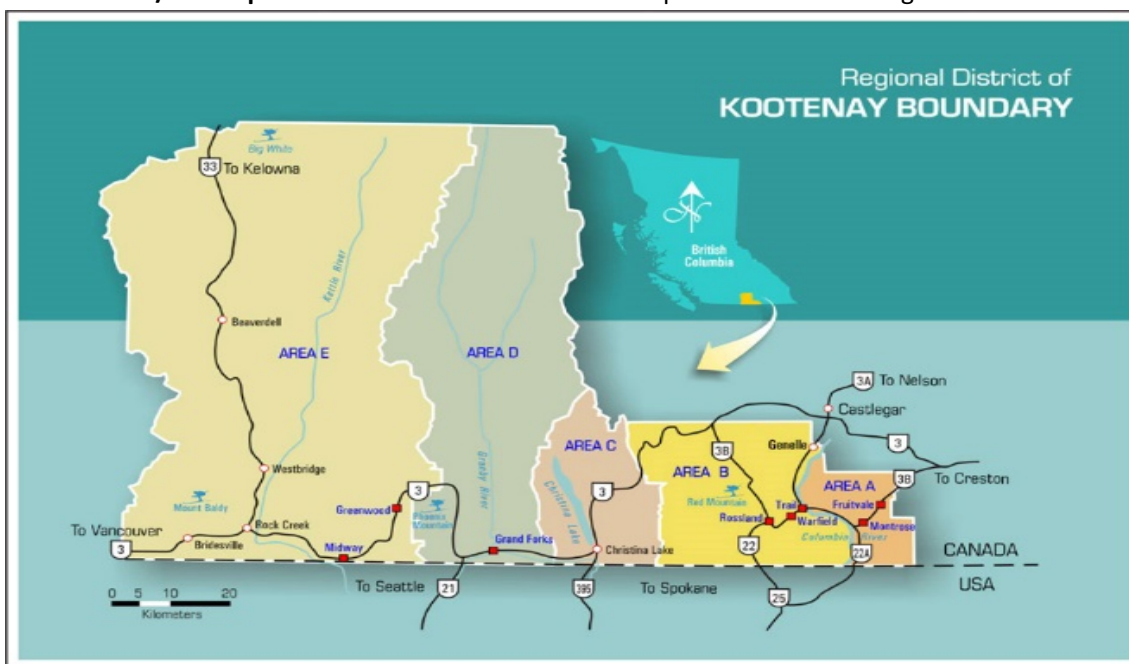 Regional District of
KOOTENAY BOUNDARY
Big White
33
To Kelowna
British
Columbia
Kettle River
Beaverdell
AREA E
AREA D
3A
To Nelson
Castlegar
AREA C
Genelle
3
3B
AREA B
AREA A
3B
To Creston
Westbridge
Granby River
Christina Lake
3
3
Red Mountain
Trail
Fruitvale
Mount Baldy
Greenwood
Phoenix
Mountain
Rossland
Warfield
Montrose
To Vancouver
Rock Creek
Columbia River
3
Bridesville
Midway
Grand Forks
Christina Lake
22
22A
CANADA
To Seattle
21
395
To Spokane
25
USA
0 5 10 20
Kilometers